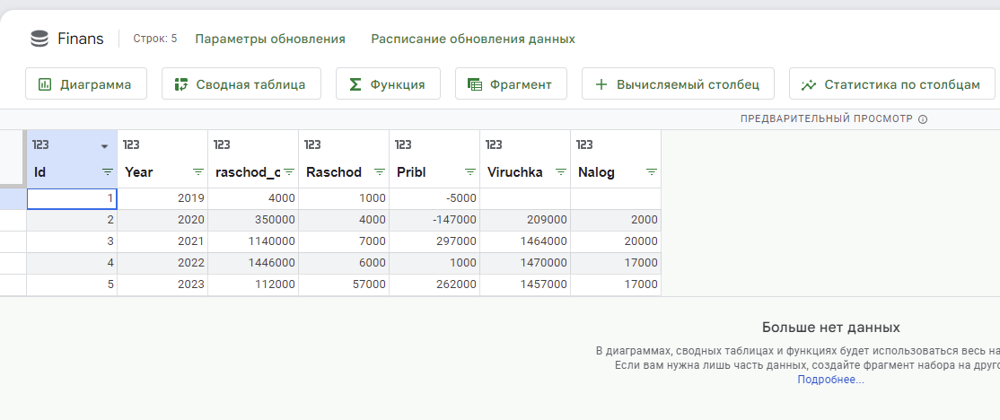 Finans Строк: 5 Параметры обновления Расписание обновления данных
Диаграмма Сводная таблица Функция Фрагмент Вычисляемый столбец Статистика по столбцам
ПРЕДВАРИТЕЛЬНЫЙ ПРОСМОТР
123 123 123 123 123 123 123
Id Year raschod_c Raschod Pribl Viruchka Nalog
1 2019 4000 1000 -5000
2 2020 350000 4000 -147000 209000 2000
3 2021 1140000 7000 297000 1464000 20000
4 2022 1446000 6000 1000 1470000 17000
5 2023 112000 57000 262000 1457000 17000
Больше нет данных
В диаграммах, сводных таблицах и функциях будет использоваться весь на
Если вам нужна лишь часть данных, создайте фрагмент набора на друго
Подробнее...